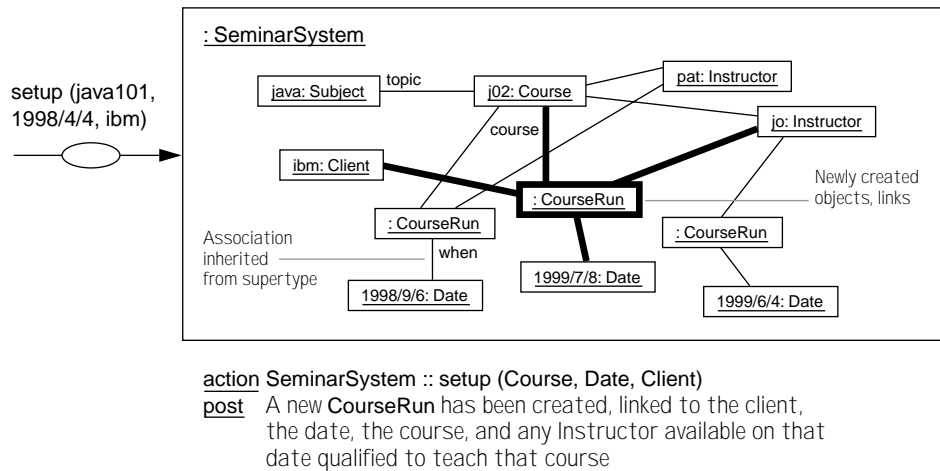 : SeminarSystem
setup (java101,
1998/4/4, ibm)
java: Subject
topic
j02: Course
pat: Instructor
course
jo: Instructor
ibm: Client
: CourseRun
Newly created
objects, links
: CourseRun
: CourseRun
Association
inherited
from supertype
when
1998/9/6: Date
1999/7/8: Date
1999/6/4: Date
action SeminarSystem :: setup (Course, Date, Client)
post A new CourseRun has been created, linked to the client,
the date, the course, and any Instructor available on that
date qualified to teach that course